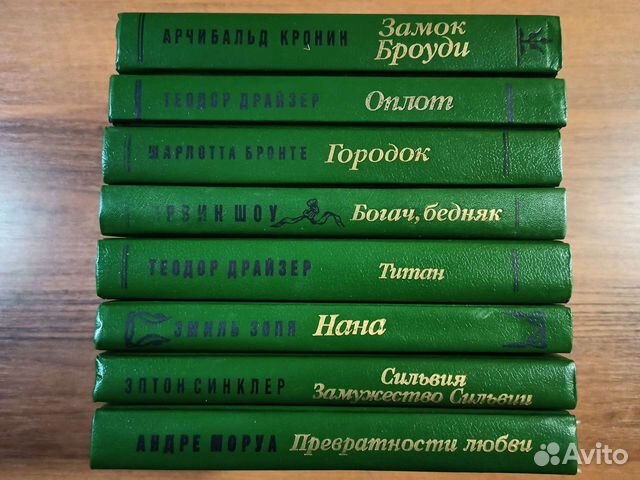 АРЧИБАЛЬД КРОНИН Замок
Броуди
ТЕОДОР ДРАЙЗЕР Оплот
ШАРЛОТТА БРОНТЕ Городок
ИРВИН ШОУ Богач, бедняк
ТЕОДОР ДРАЙЗЕР Титан
ЭМИЛЬ ЗОЛЯ Нана
ЭПТОН СИНКЛЕР Сильвия
Замужество Сильвии
АНДРЕ МОРУА Превратности любви
Avito